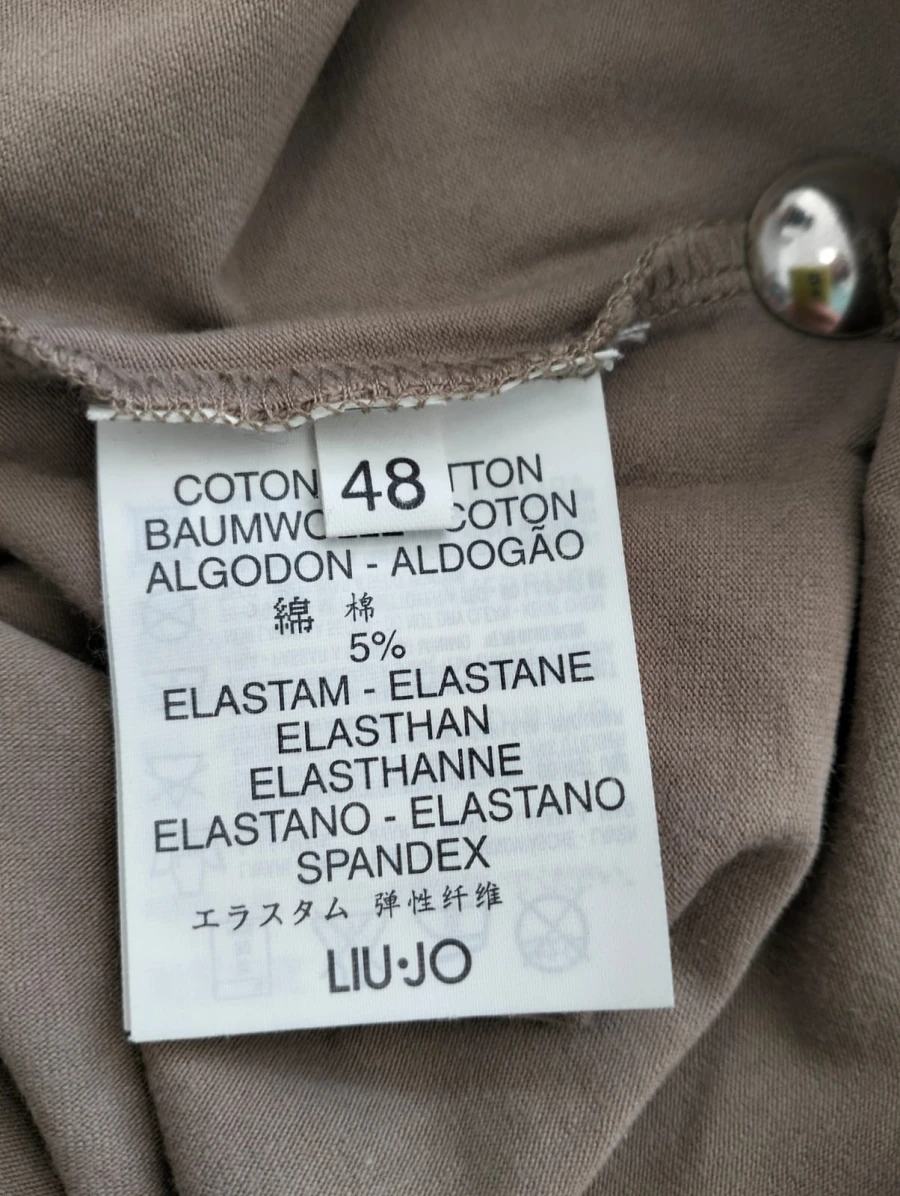 COTON 48 TTON
BAUMWO COTON
ALGODON - ALDOGÃO
綿 棉
5%
ELASTAM - ELASTANE
ELASTHAN
ELASTHANNE
ELASTANO - ELASTANO
SPANDEX
エラスタム 弹性纤维
LIU·JO